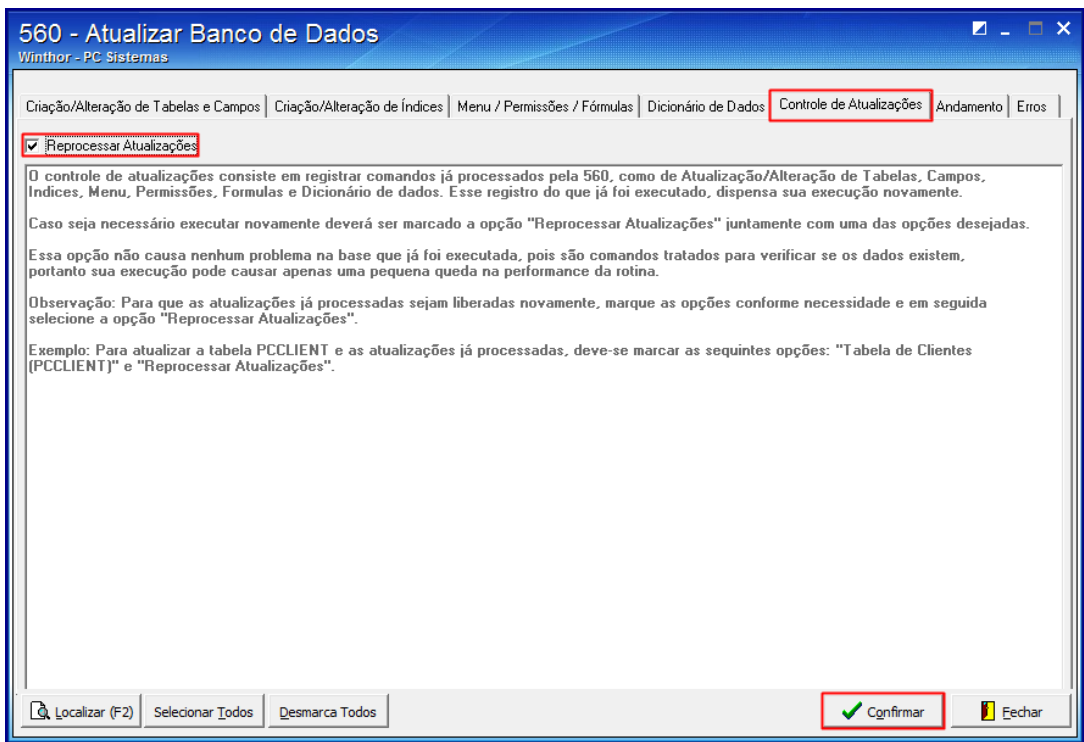 560 - Atualizar Banco de Dados
Winthor - PC Sistemas
Criação/Alteração de Tabelas e Campos
Criação/Alteração de Índices
Menu / Permissões / Fórmulas
Dicionário de Dados
Controle de Atualizações
Andamento
Erros
Reprocessar Atualizações
O controle de atualizações consiste em registrar comandos já processados pela 560, como de Atualização/Alteração de Tabelas, Campos,
Indices, Menu, Permissões, Formulas e Dicionário de dados. Esse registro do que já foi executado, dispensa sua execução novamente.
Caso seja necessário executar novamente deverá ser marcado a opção "Reprocessar Atualizações" juntamente com uma das opções desejadas.
Essa opção não causa nenhum problema na base que já foi executada, pois são comandos tratados para verificar se os dados existem,
portanto sua execução pode causar apenas uma pequena queda na performance da rotina.
Observação: Para que as atualizações já processadas sejam liberadas novamente, marque as opções conforme necessidade e em seguida
selecione a opção "Reprocessar Atualizações".
Exemplo: Para atualizar a tabela PCCLIENT e as atualizações já processadas, deve-se marcar as sequintes opções: "Tabela de Clientes
(PCCLIENT)" e "Reprocessar Atualizações".
Localizar (F2)
Selecionar Todos
Desmarca Todos
Confirmar
Fechar